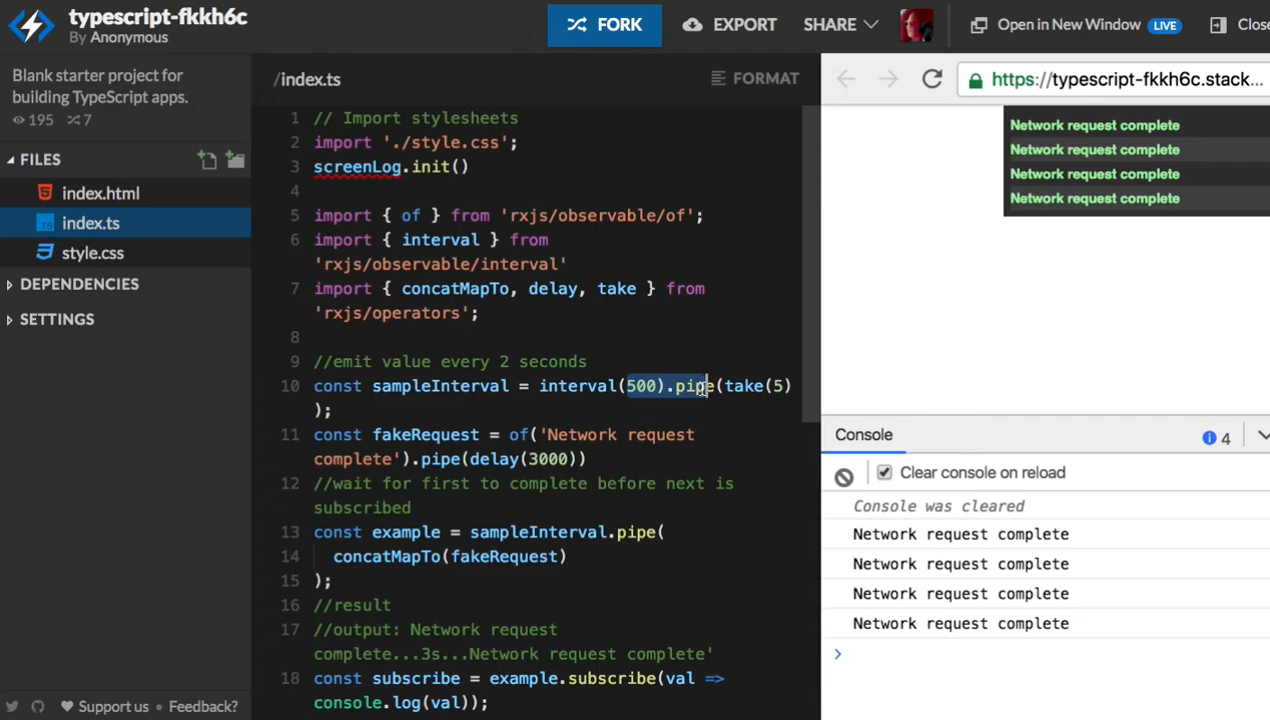 typescript-fkkh6c
By Anonymous
FORK
EXPORT
SHARE
Open in New Window LIVE
Close
Blank starter project for
building TypeScript apps.
195 7
FILES
index.html
index.ts
style.css
DEPENDENCIES
SETTINGS
Support us • Feedback?
/index.ts
FORMAT
1 // Import stylesheets
2 import './style.css';
3 screenLog.init()
4
5 import { of } from 'rxjs/observable/of';
6 import { interval } from
'rxjs/observable/interval'
7 import { concatMapTo, delay, take } from
'rxjs/operators';
8
9 //emit value every 2 seconds
10 const sampleInterval = interval(500).pipe(take(5)
);
11 const fakeRequest = of('Network request
complete').pipe(delay(3000))
12 //wait for first to complete before next is
subscribed
13 const example = sampleInterval.pipe(
14 concatMapTo(fakeRequest)
15 );
16 //result
17 //output: Network request
complete...3s...Network request complete'
18 const subscribe = example.subscribe(val =>
console.log(val));
https://typescript-fkkh6c.stack...
Network request complete
Network request complete
Network request complete
Network request complete
Console
4
Clear console on reload
Console was cleared
Network request complete
Network request complete
Network request complete
Network request complete